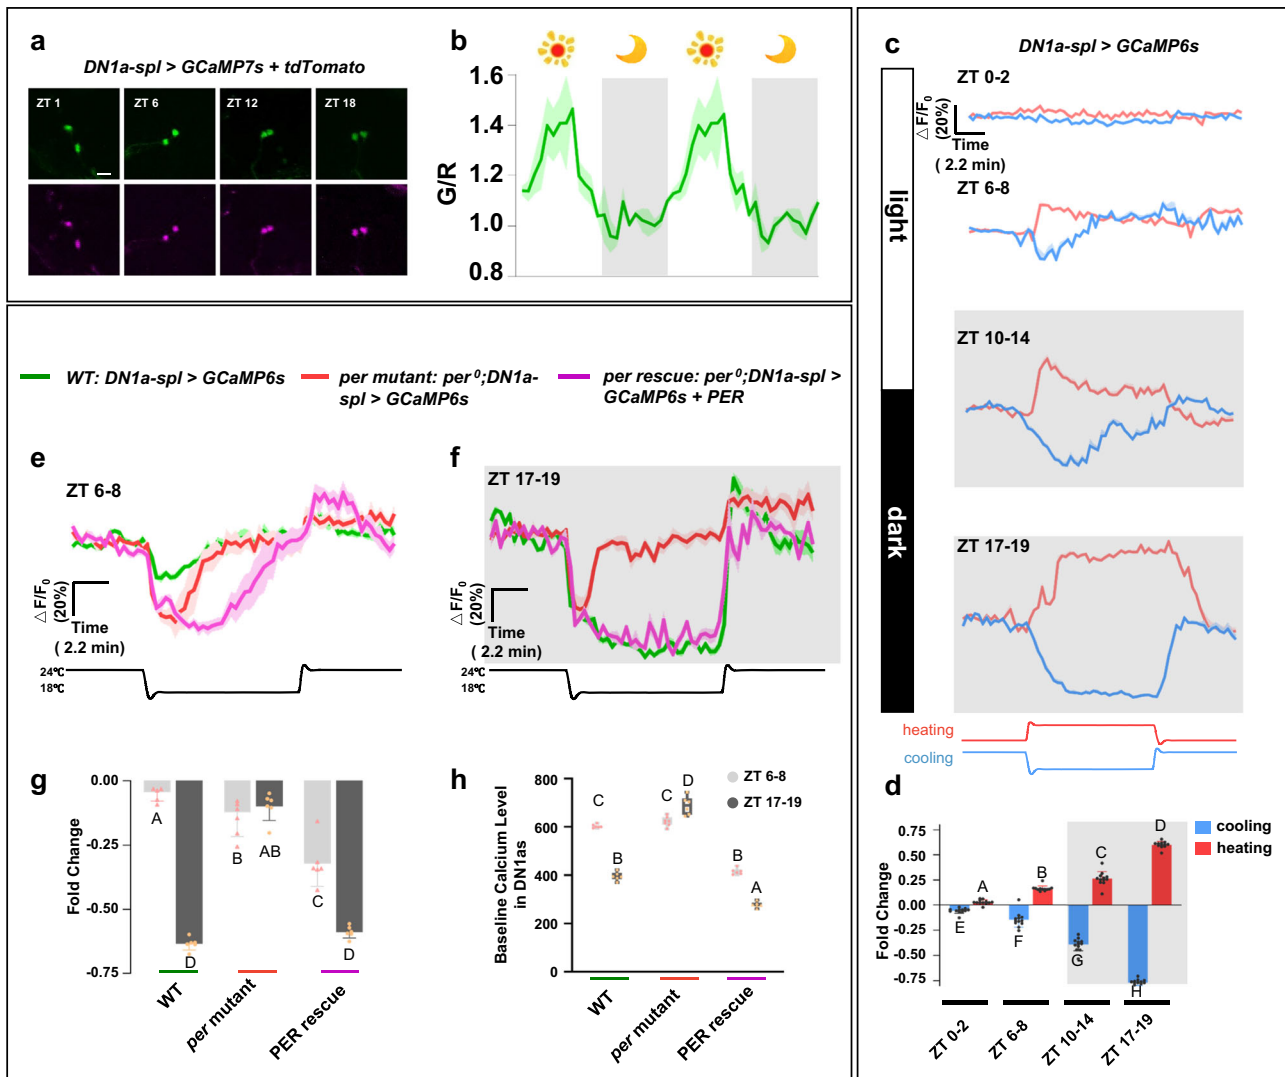 a
DN1a-spl > GCaMP7s + tdTomato
ZT 1
ZT 6
ZT 12
ZT 18
b
G/R
1.6
1.4
1.2
1.0
0.8
c
DN1a-spl > GCaMP6s
light
dark
ZT 0-2
△ F/F0
(20%)
Time
( 2.2 min)
ZT 6-8
ZT 10-14
ZT 17-19
heating
cooling
WT: DN1a-spl > GCaMP6s
per mutant: per0;DN1a-
spl > GCaMP6s
per rescue: per0;DN1a-spl >
GCaMP6s + PER
e
ZT 6-8
△ F/F0
(20%)
Time
( 2.2 min)
24℃
18℃
f
ZT 17-19
△ F/F0
(20%)
Time
( 2.2 min)
24℃
18℃
g
Fold Change
0.00
-0.25
-0.50
-0.75
A
D
B
AB
C
D
WT
per mutant
PER rescue
h
Baseline Calcium Level
in DN1as
800
600
400
200
0
C
B
C
D
B
A
ZT 6-8
ZT 17-19
WT
per mutant
PER rescue
d
Fold Change
0.75
0.50
0.25
0.00
-0.25
-0.50
-0.75
A
B
C
D
E
F
G
H
cooling
heating
ZT 0-2
ZT 6-8
ZT 10-14
ZT 17-19